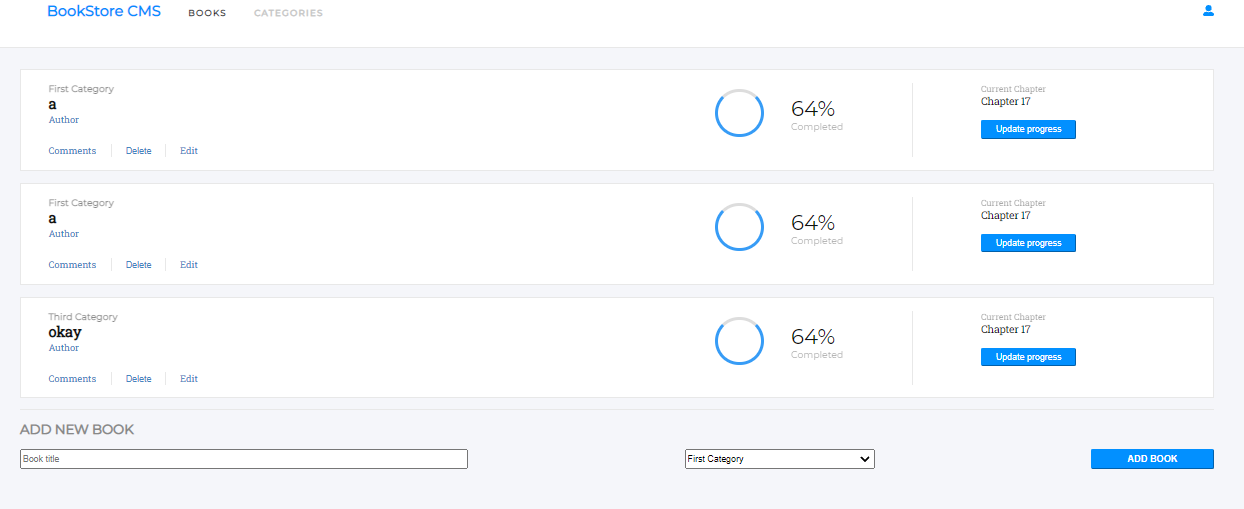 BookStore CMS BOOKS CATEGORIES
First Category
a
Author
Comments Delete Edit
64%
Completed
Current Chapter
Chapter 17
Update progress
First Category
a
Author
Comments Delete Edit
64%
Completed
Current Chapter
Chapter 17
Update progress
Third Category
okay
Author
Comments Delete Edit
64%
Completed
Current Chapter
Chapter 17
Update progress
ADD NEW BOOK
Book title First Category ADD BOOK